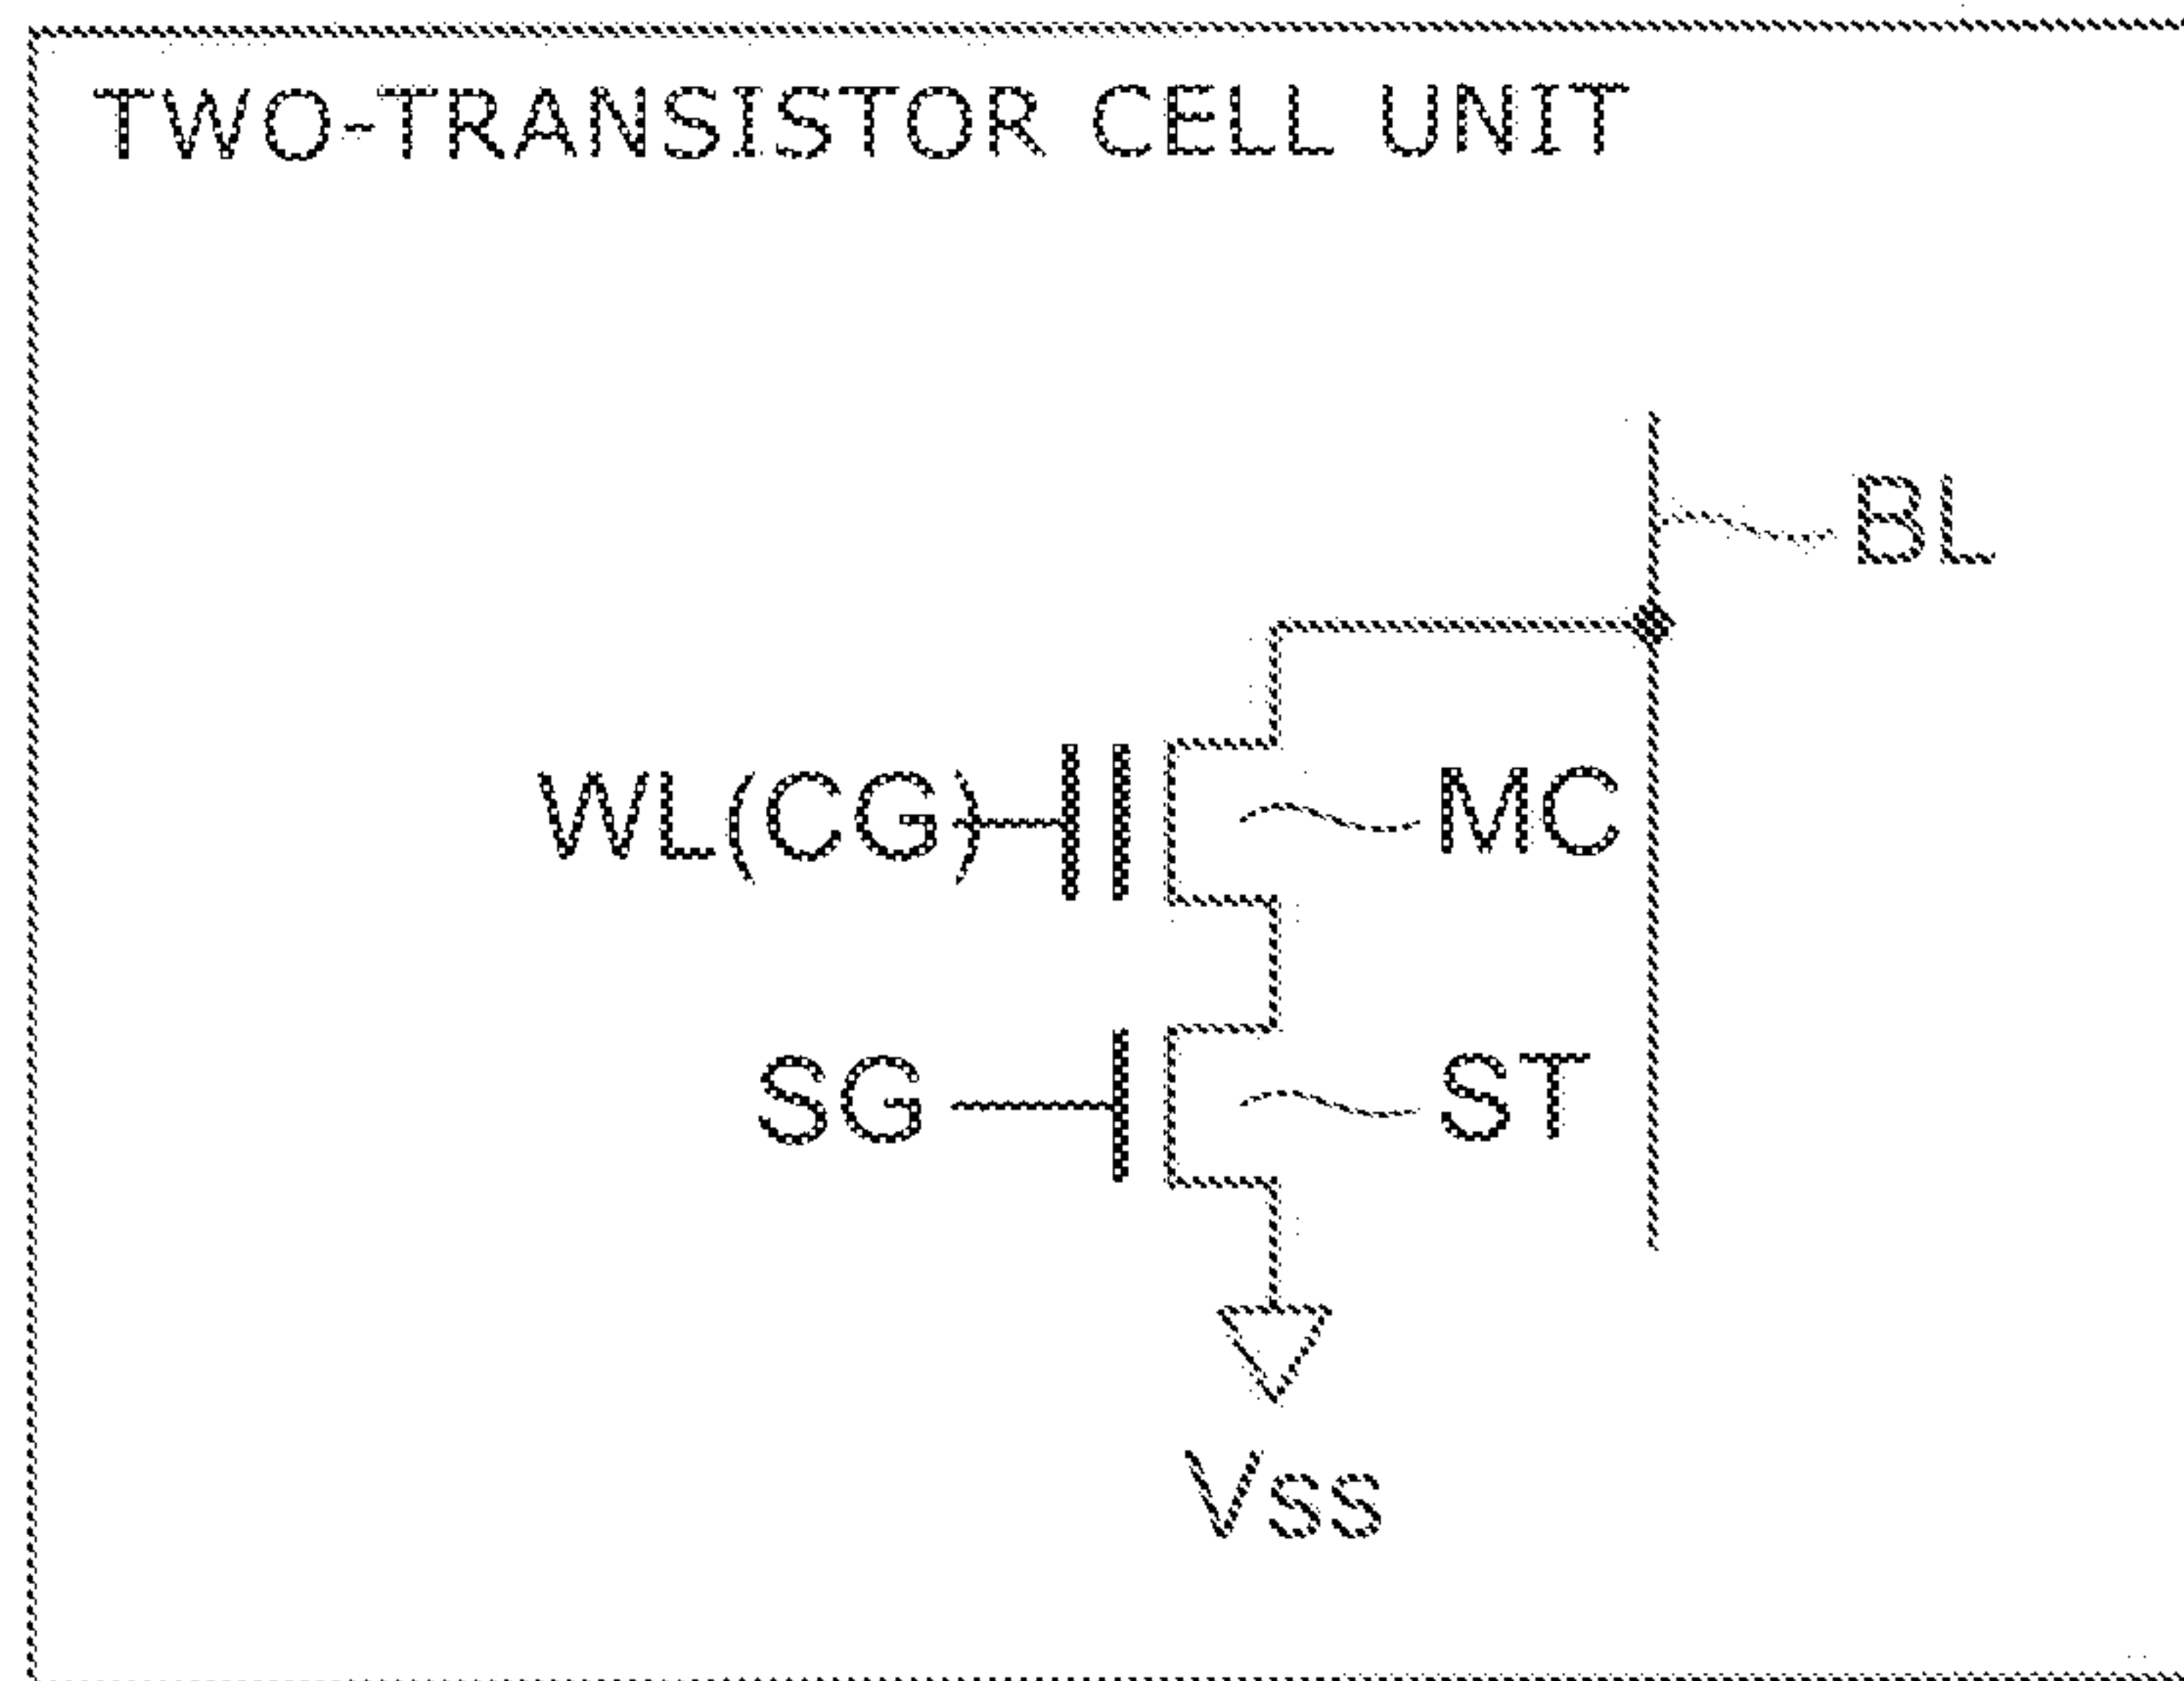 TWO-TRANSISTOR CELL UNIT
BL
WL(CG)
MC
SG
ST
Vss